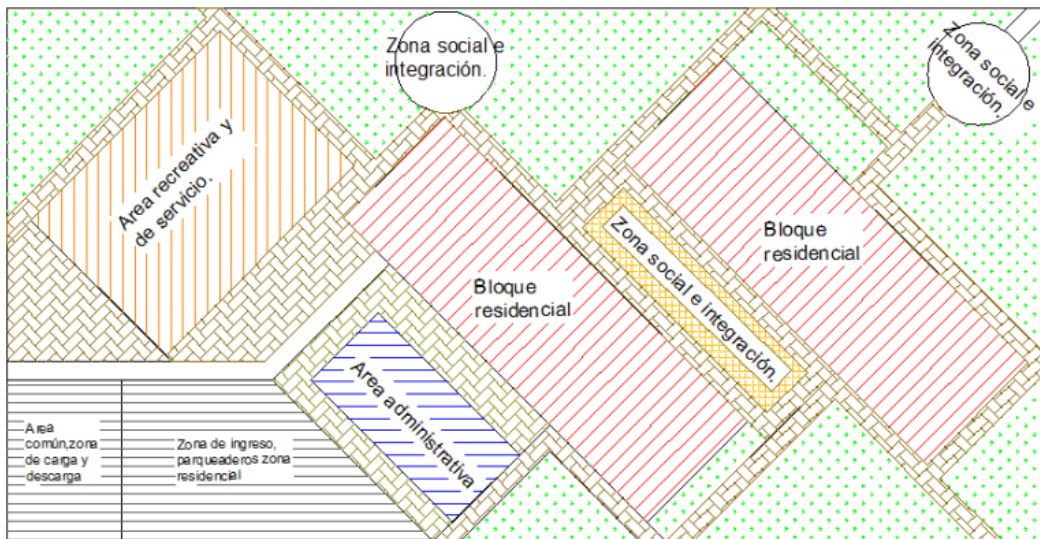 Zona social e
integración.
Zona social e
integración.
Area recreativa y
de servicio.
Bloque
residencial
Zona social e integración.
Bloque
residencial
Area administrativa
Area
común,zona
de carga y
descarga
Zona de ingreso,
parqueaderos zona
residencial